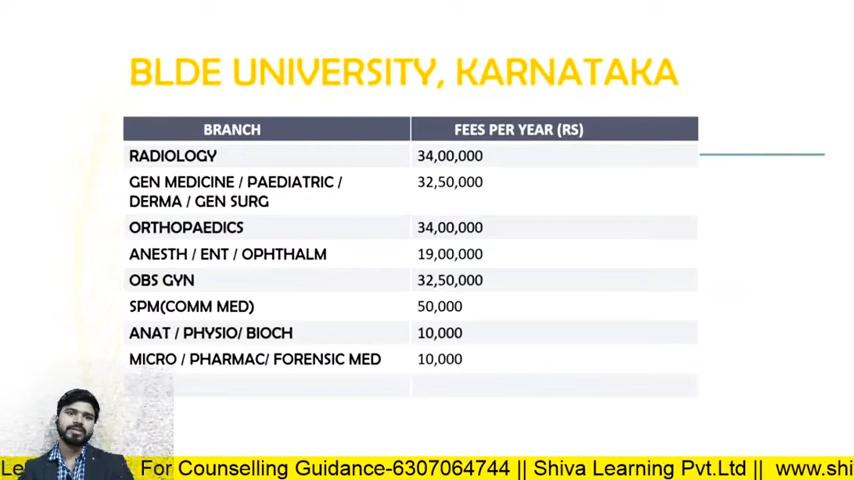 BLDE UNIVERSITY, KARNATAKA
BRANCH FEES PER YEAR (RS)
RADIOLOGY 34,00,000
GEN MEDICINE / PAEDIATRIC /
DERMA / GEN SURG 32,50,000
ORTHOPAEDICS 34,00,000
ANESTH / ENT / OPHTHALM 19,00,000
OBS GYN 32,50,000
SPM(COMM MED) 50,000
ANAT / PHYSIO/ BIOCH 10,000
MICRO / PHARMAC/ FORENSIC MED 10,000
For Counselling Guidance-6307064744 || Shiva Learning Pvt.Ltd || www.shi